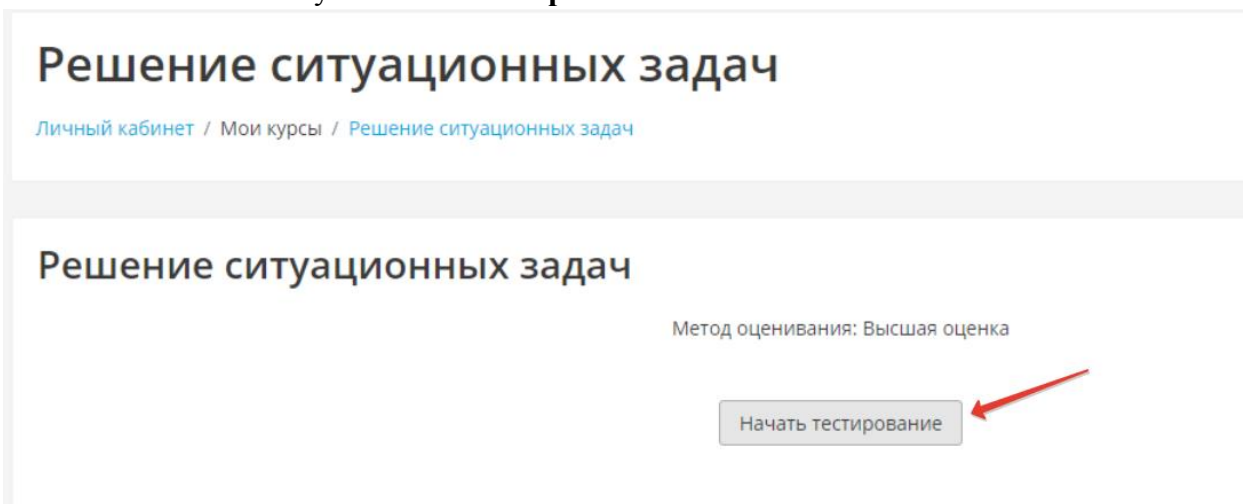 Решение ситуационных задач
Личный кабинет / Мои курсы / Решение ситуационных задач
Решение ситуационных задач
Метод оценивания: Высшая оценка
Начать тестирование